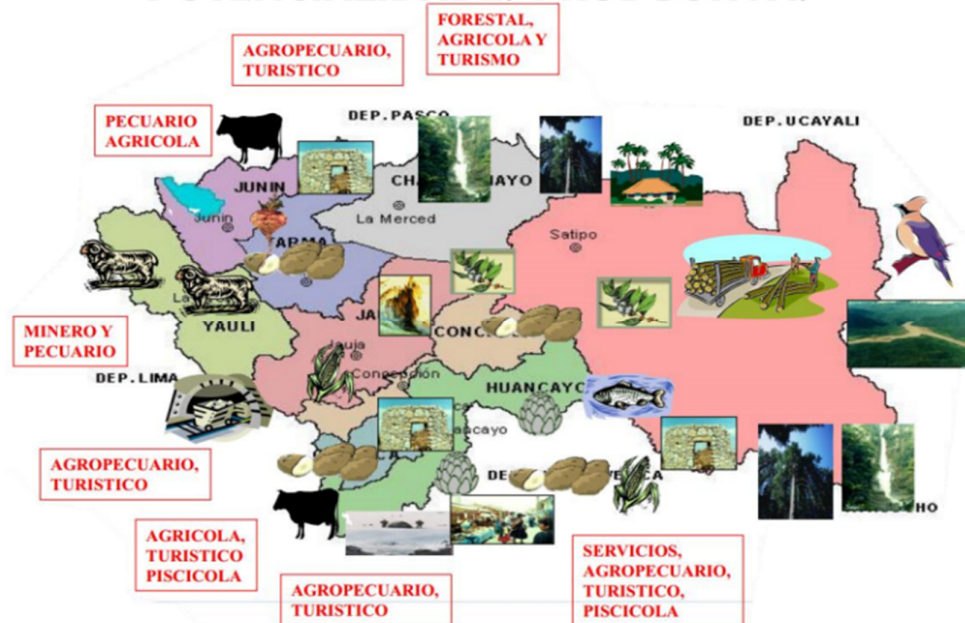 FORESTAL,
AGRICOLA Y
TURISMO
AGROPECUARIO,
TURISTICO
PECUARIO
AGRICOLA
DEP.PASCO
DEP.UCAYALI
JUNIN
Junin
La Merced
Satipo
YAULI
Jauja
Concepción
HUANCAYO
MINERO Y
PECUARIO
DEP.LIMA
AGROPECUARIO,
TURISTICO
AGRICOLA,
TURISTICO
PISCICOLA
AGROPECUARIO,
TURISTICO
SERVICIOS,
AGROPECUARIO,
TURISTICO,
PISCICOLA